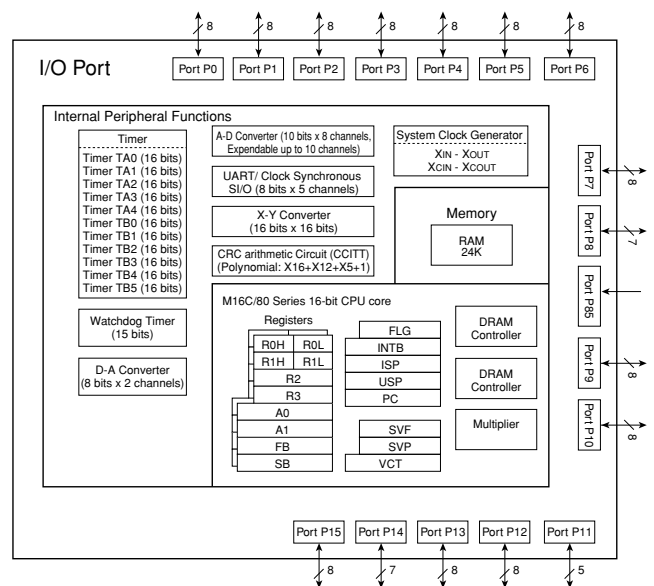 8 8 8 8 8 8 8
I/O Port
Port P0 Port P1 Port P2 Port P3 Port P4 Port P5 Port P6
Internal Peripheral Functions
Timer
Timer TA0 (16 bits)
Timer TA1 (16 bits)
Timer TA2 (16 bits)
Timer TA3 (16 bits)
Timer TA4 (16 bits)
Timer TB0 (16 bits)
Timer TB1 (16 bits)
Timer TB2 (16 bits)
Timer TB3 (16 bits)
Timer TB4 (16 bits)
Timer TB5 (16 bits)
Watchdog Timer
(15 bits)
D-A Converter
(8 bits x 2 channels)
A-D Converter (10 bits x 8 channels,
Expendable up to 10 channels)
UART/ Clock Synchronous
SI/O (8 bits x 5 channels)
X-Y Converter
(16 bits x 16 bits)
CRC arithmetic Circuit (CCITT)
(Polynomial: X16+X12+X5+1)
System Clock Generator
XIN - XOUT
XCIN - XCOUT
Memory
RAM
24K
M16C/80 Series 16-bit CPU core
Registers
R0H R0L
R1H R1L
R2
R3
A0
A1
FB
SB
FLG
INTB
ISP
USP
PC
SVF
SVP
VCT
DRAM
Controller
DRAM
Controller
Multiplier
Port P7
8
Port P8
7
Port P85
Port P9
8
Port P10
8
Port P15 Port P14 Port P13 Port P12 Port P11
8 7 8 8 5